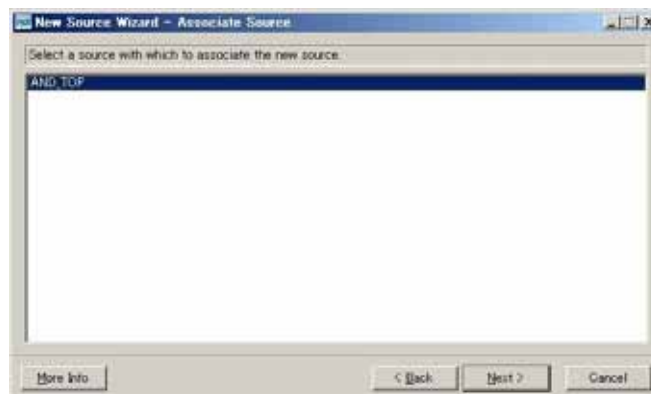 New Source Wizard - Associate Source
Select a source with which to associate the new source.
AND_TOP
More Info
< Back
Next >
Cancel